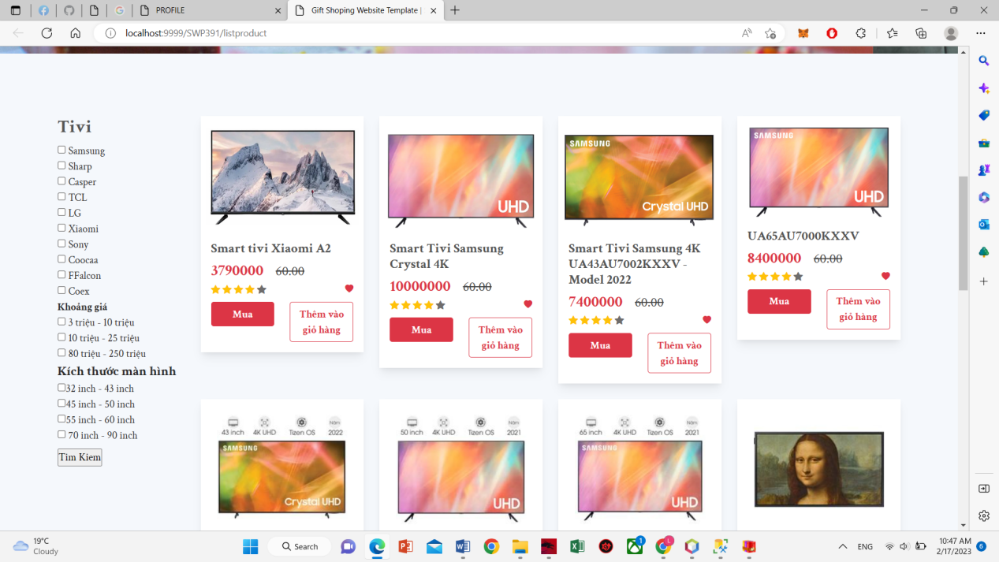 PROFILE
Gift Shoping Website Template |
localhost:9999/SWP391/listproduct
Tivi
Samsung
Sharp
Casper
TCL
LG
Xiaomi
Sony
Coocaa
FFalcon
Coex
Khoảng giá
3 triệu - 10 triệu
10 triệu - 25 triệu
80 triệu - 250 triệu
Kích thước màn hình
32 inch - 43 inch
45 inch - 50 inch
55 inch - 60 inch
70 inch - 90 inch
Tim Kiem
Smart tivi Xiaomi A2
3790000 60.00
Mua
Thêm vào
giỏ hàng
UHD
Smart Tivi Samsung
Crystal 4K
10000000 60.00
Mua
Thêm vào
giỏ hàng
SAMSUNG
Crystal UHD
Smart Tivi Samsung 4K
UA43AU7002KXXV -
Model 2022
7400000 60.00
Mua
Thêm vào
giỏ hàng
SAMSUNG
UHD
UA65AU7000KXXV
8400000 60.00
Mua
Thêm vào
giỏ hàng
Năm
43 inch 4K UHD Tizen OS 2022
SAMSUNG
Crystal UHD
Năm
50 inch 4K UHD Tizen OS 2021
UHD
Năm
65 inch 4K UHD Tizen OS 2021
SAMSUNG
UHD
19°C
Cloudy
Search
1
L
ENG
10:47 AM
2/17/2023
6